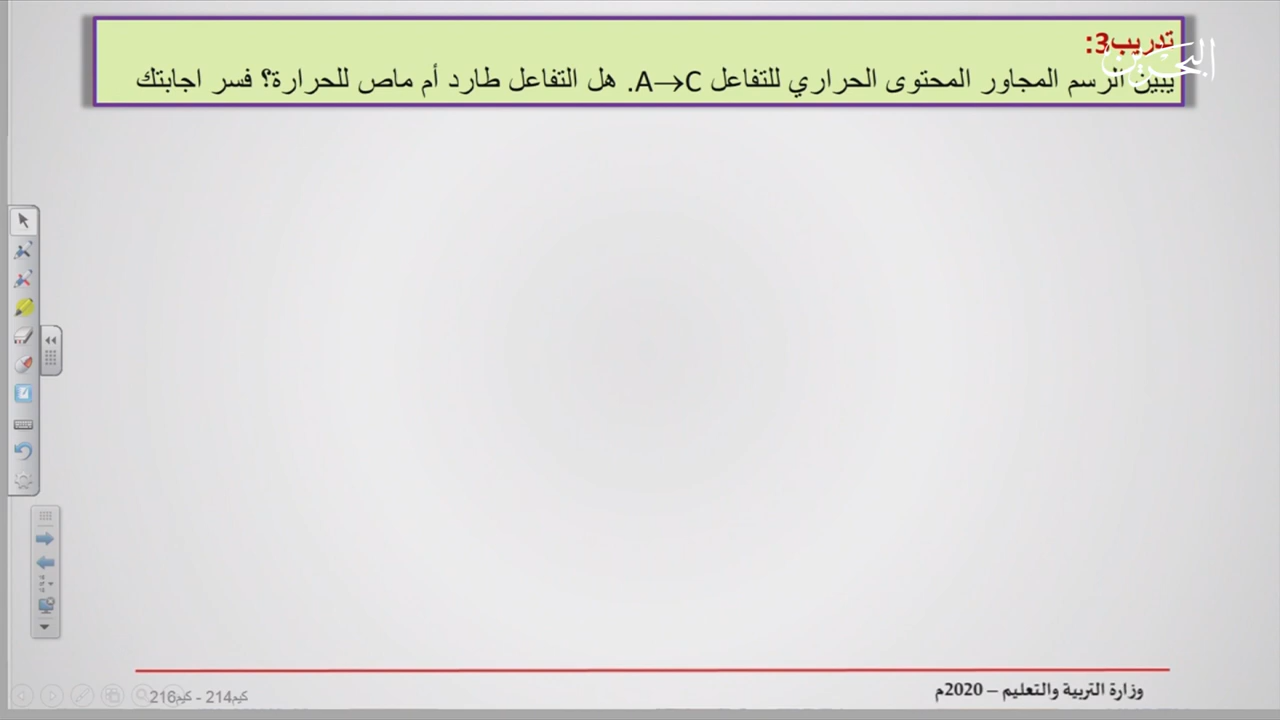 تدريب3:
البحرين
يبين الرسم المجاور المحتوى الحراري للتفاعل A→C. هل التفاعل طارد أم ماص للحرارة؟ فسر اجابتك
وزارة التربية والتعليم – 2020م
كيم214 - كيم216